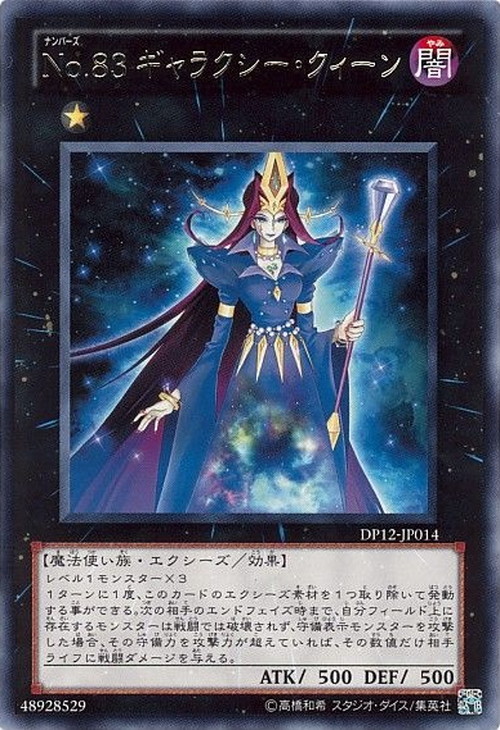 ナンバーズ
No.83 ギャラクシー・クィーン
やみ
闇
DP12-JP014
【魔法使い族・エクシーズ/効果】
レベル1モンスター×3
1ターンに1度、このカードのエクシーズ素材を1つ取り除いて発動
する事ができる。次の相手のエンドフェイズ時まで、自分フィールド上に
存在するモンスターは戦闘では破壊されず、守備表示モンスターを攻撃
した場合、その守備力を攻撃力が超えていれば、その数値だけ相手
ライフに戦闘ダメージを与える。
ATK/ 500 DEF/ 500
48928529
©高橋和希 スタジオ・ダイス/集英社